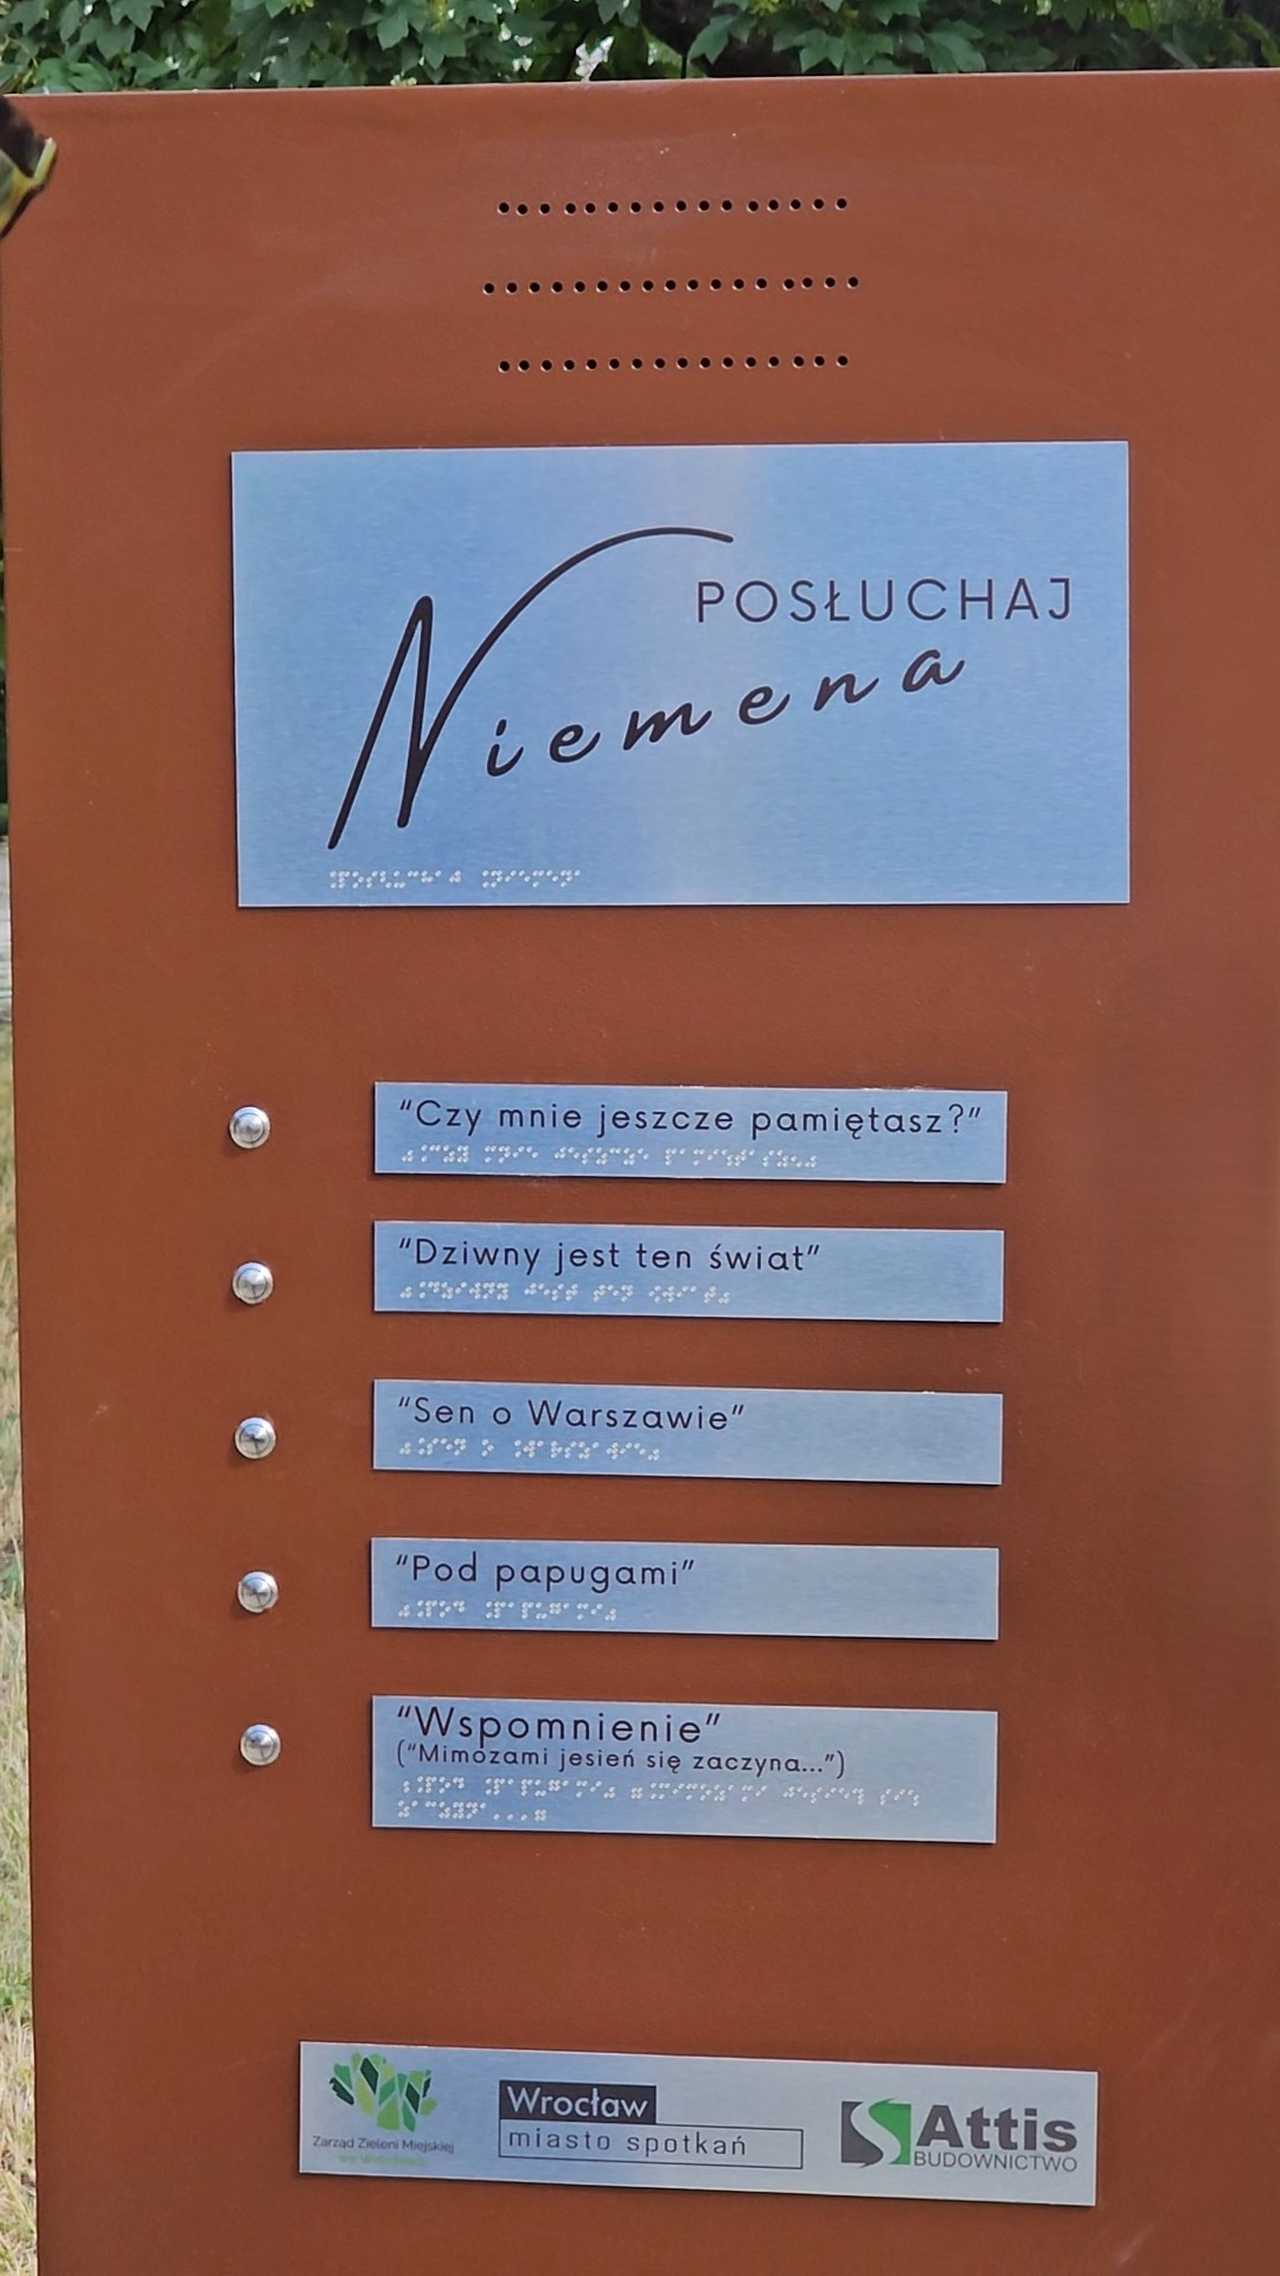 POSŁUCHAJ
Niemena
“Czy mnie jeszcze pamiętasz?”
“Dziwny jest ten świat”
“Sen o Warszawie”
“Pod papugami”
“Wspomnienie”
(“Mimozami jesień się zaczyna...”)
Zarząd Zieleni Miejskiej
Wrocław
miasto spotkań
Attis
BUDOWNICTWO